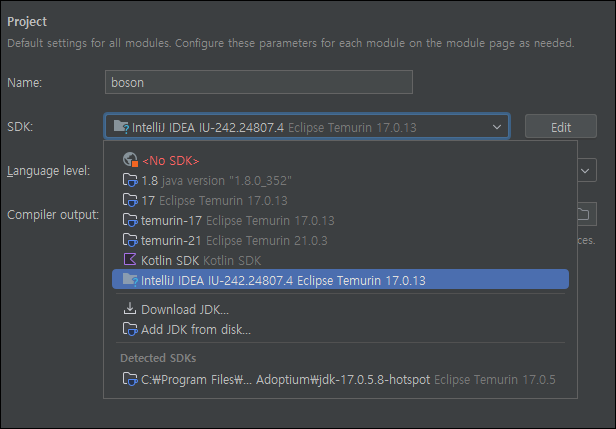 Project
Default settings for all modules. Configure these parameters for each module on the module page as needed.
Name: boson
SDK: IntelliJ IDEA IU-242.24807.4 Eclipse Temurin 17.0.13 Edit
<No SDK>
Language level: 1.8 java version "1.8.0_352"
17 Eclipse Temurin 17.0.13
Compiler output: temurin-17 Eclipse Temurin 17.0.13
temurin-21 Eclipse Temurin 21.0.3 ces.
Kotlin SDK Kotlin SDK
IntelliJ IDEA IU-242.24807.4 Eclipse Temurin 17.0.13
Download JDK...
Add JDK from disk...
Detected SDKs
C:₩Program Files₩... Adoptium₩jdk-17.0.5.8-hotspot Eclipse Temurin 17.0.5